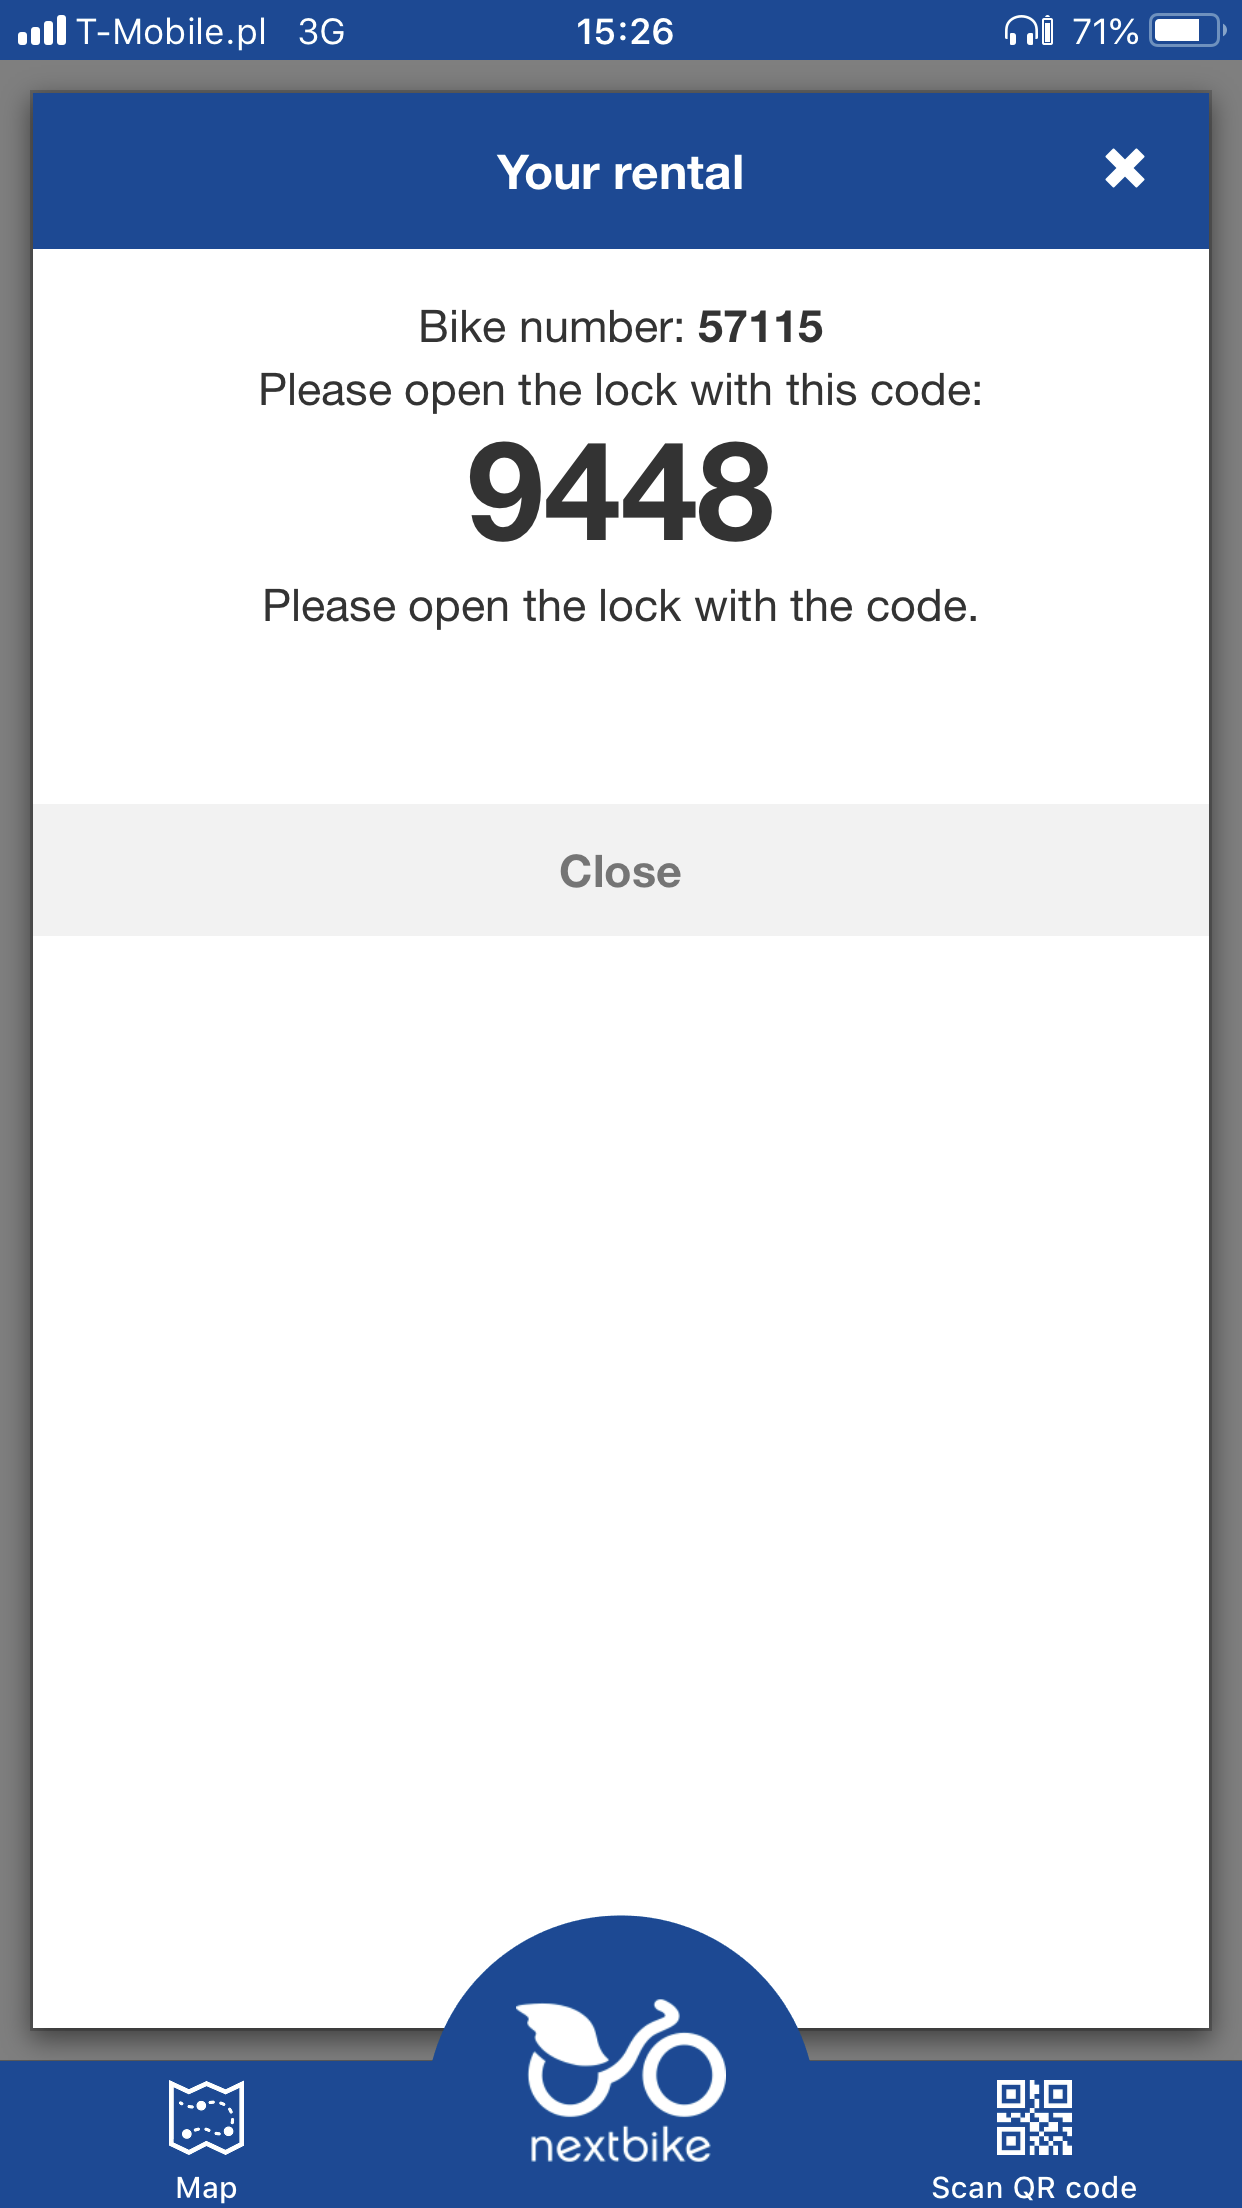 T-Mobile.pl 3G 15:26 71%
Your rental
Bike number: 57115
Please open the lock with this code:
9448
Please open the lock with the code.
Close
nextbike
Map
Scan QR code